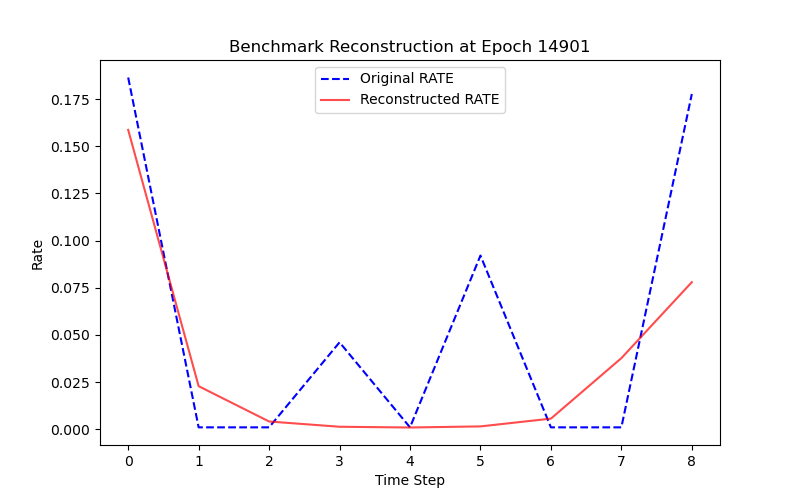 Benchmark Reconstruction at Epoch 14901
Original RATE
Reconstructed RATE
0.175
0.150
0.125
0.100
0.075
0.050
0.025
0.000
Rate
0 1 2 3 4 5 6 7 8
Time Step